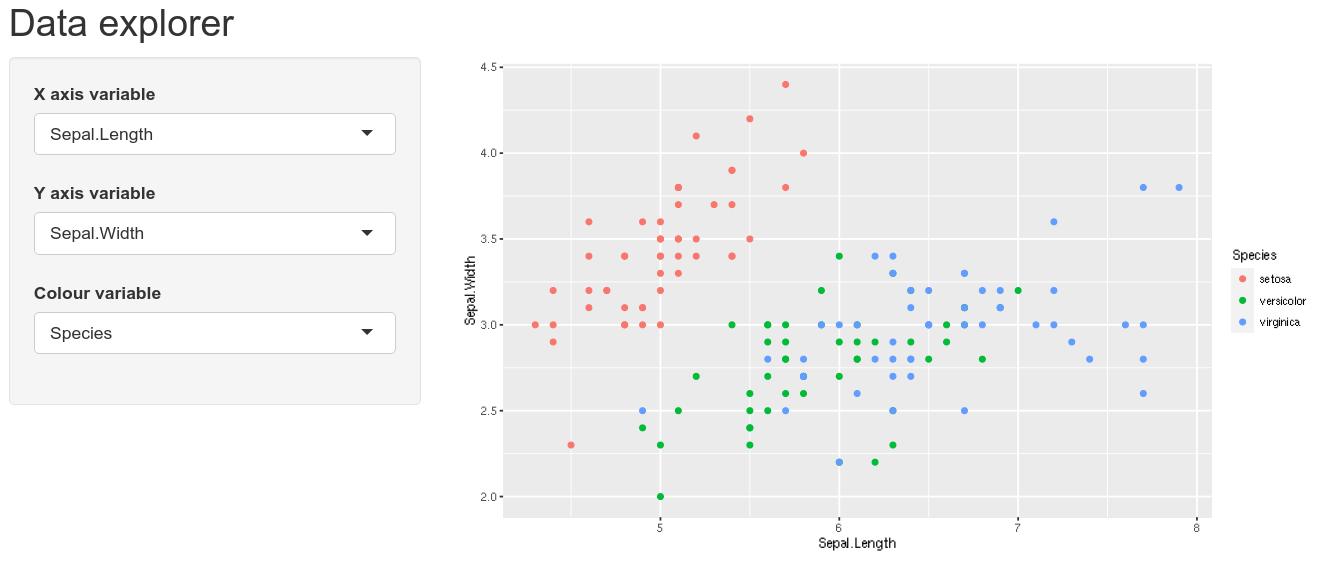 Data explorer
X axis variable
Sepal.Length
Y axis variable
Sepal.Width
Colour variable
Species
4.5
4.0
3.5
3.0
2.5
2.0
Sepal.Width
5
6
7
8
Sepal.Length
Species
setosa
versicolor
virginica